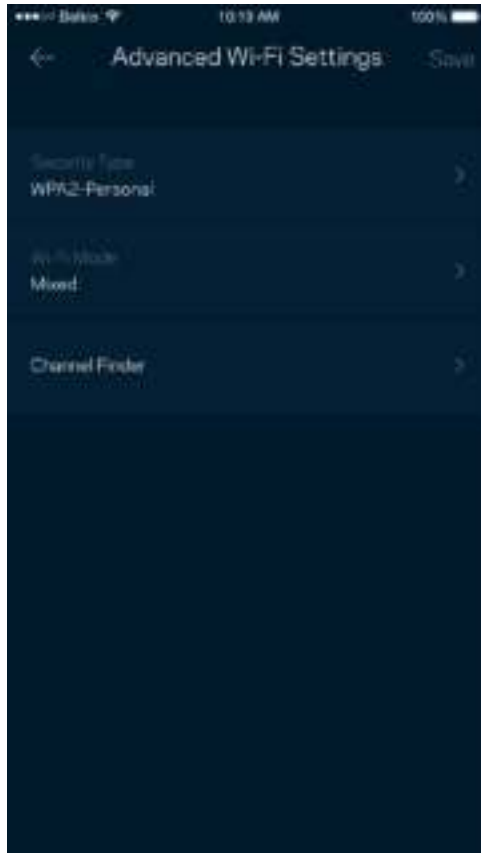 Belkin 10:13 AM 100%
Advanced Wi-Fi Settings Save
Security Type
WPA2-Personal
Wi-Fi Mode
Mixed
Channel Finder